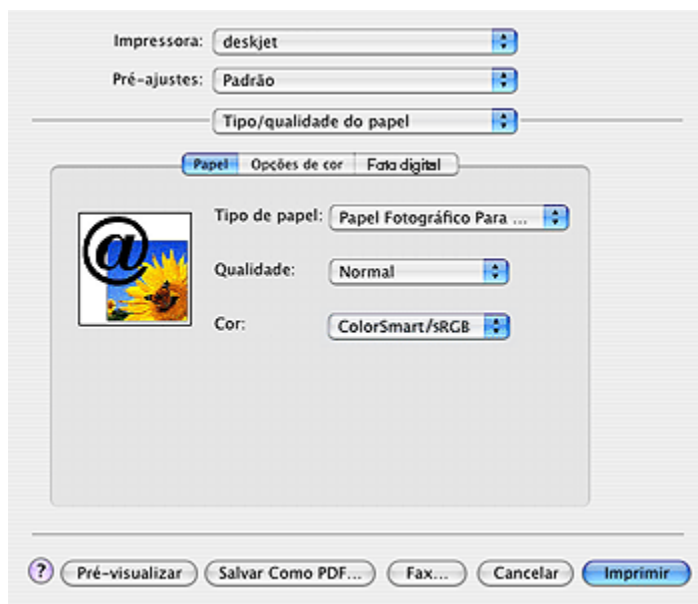 Impressora: deskjet
Pré-ajustes: Padrão
Tipo/qualidade do papel
Papel Opções de cor Foto digital
Tipo de papel: Papel Fotográfico Para ...
Qualidade: Normal
Cor: ColorSmart/sRGB
@
? Pré-visualizar Salvar Como PDF... Fax... Cancelar Imprimir